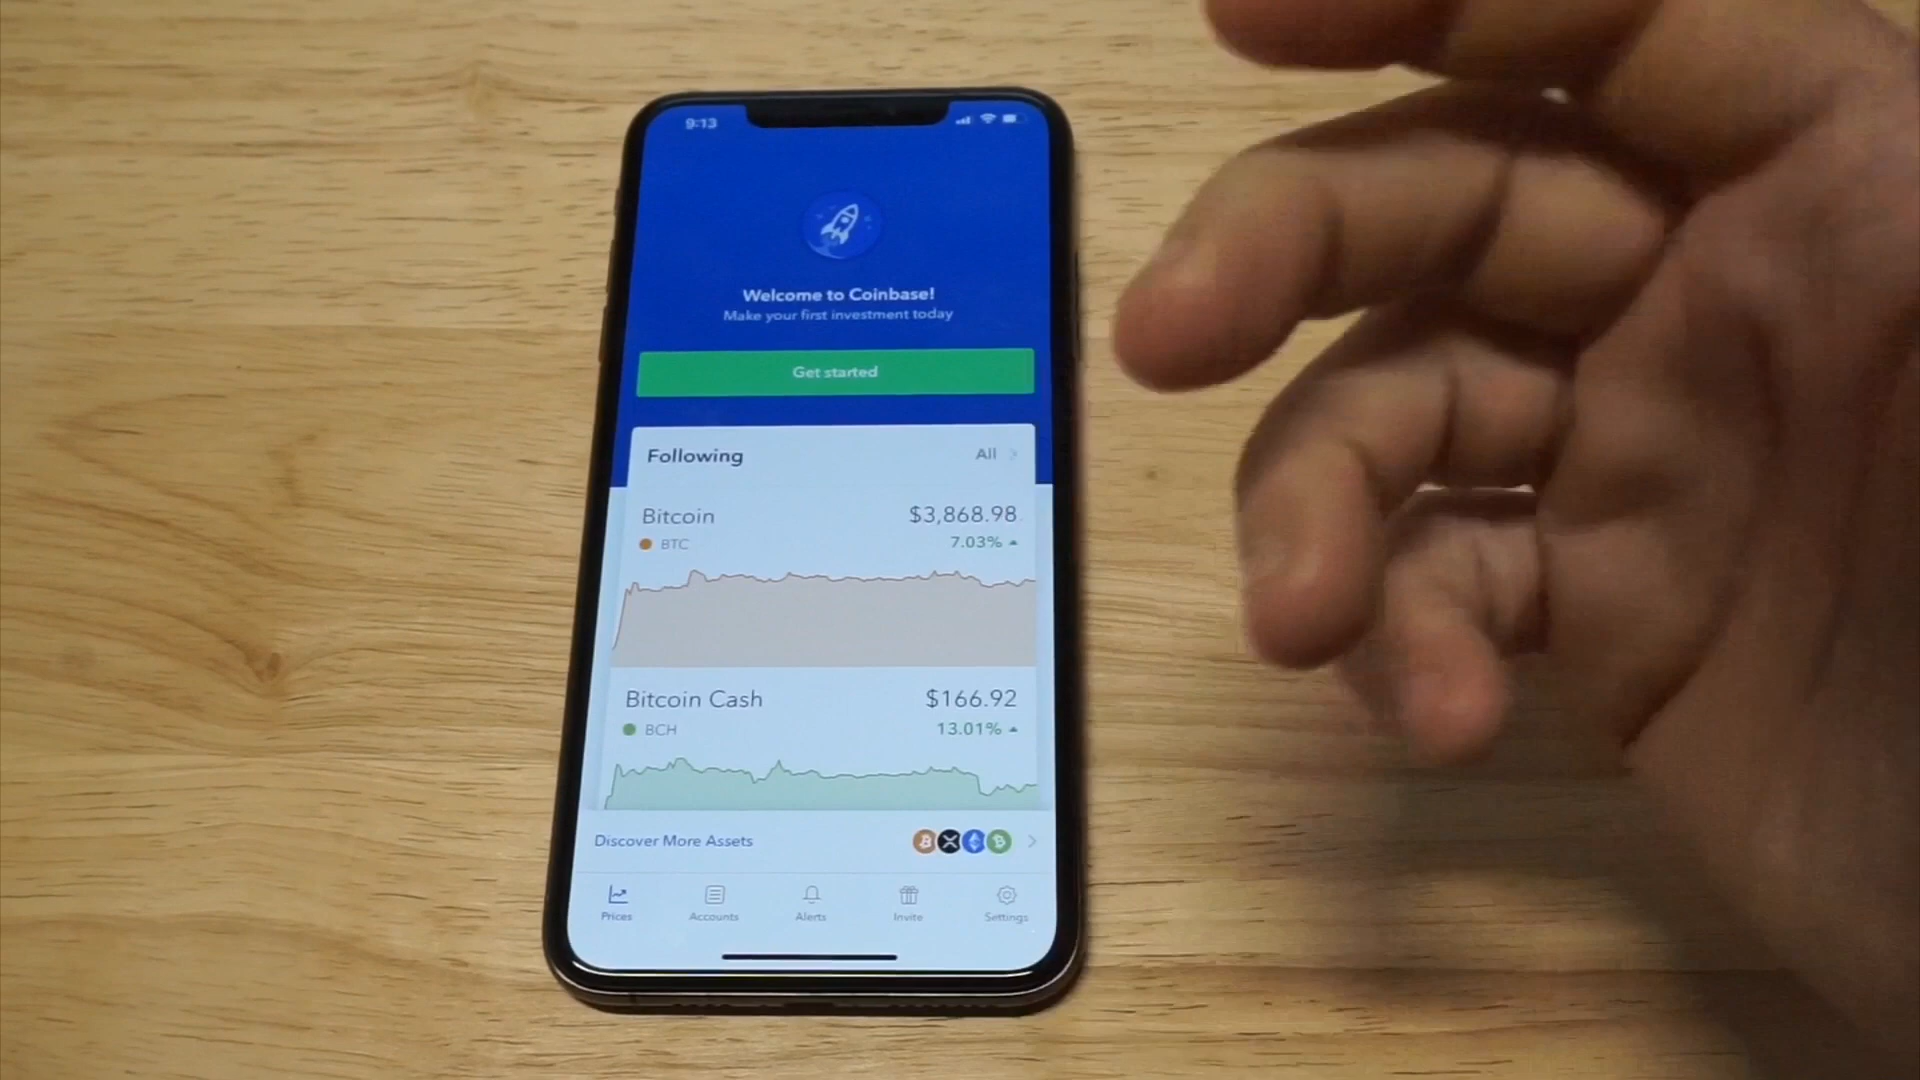 9:13
Welcome to Coinbase!
Make your first investment today
Get started
Following All
Bitcoin $3,868.98
BTC 7.03%
Bitcoin Cash $166.92
BCH 13.01%
Discover More Assets
Prices Accounts Alerts Invite Settings